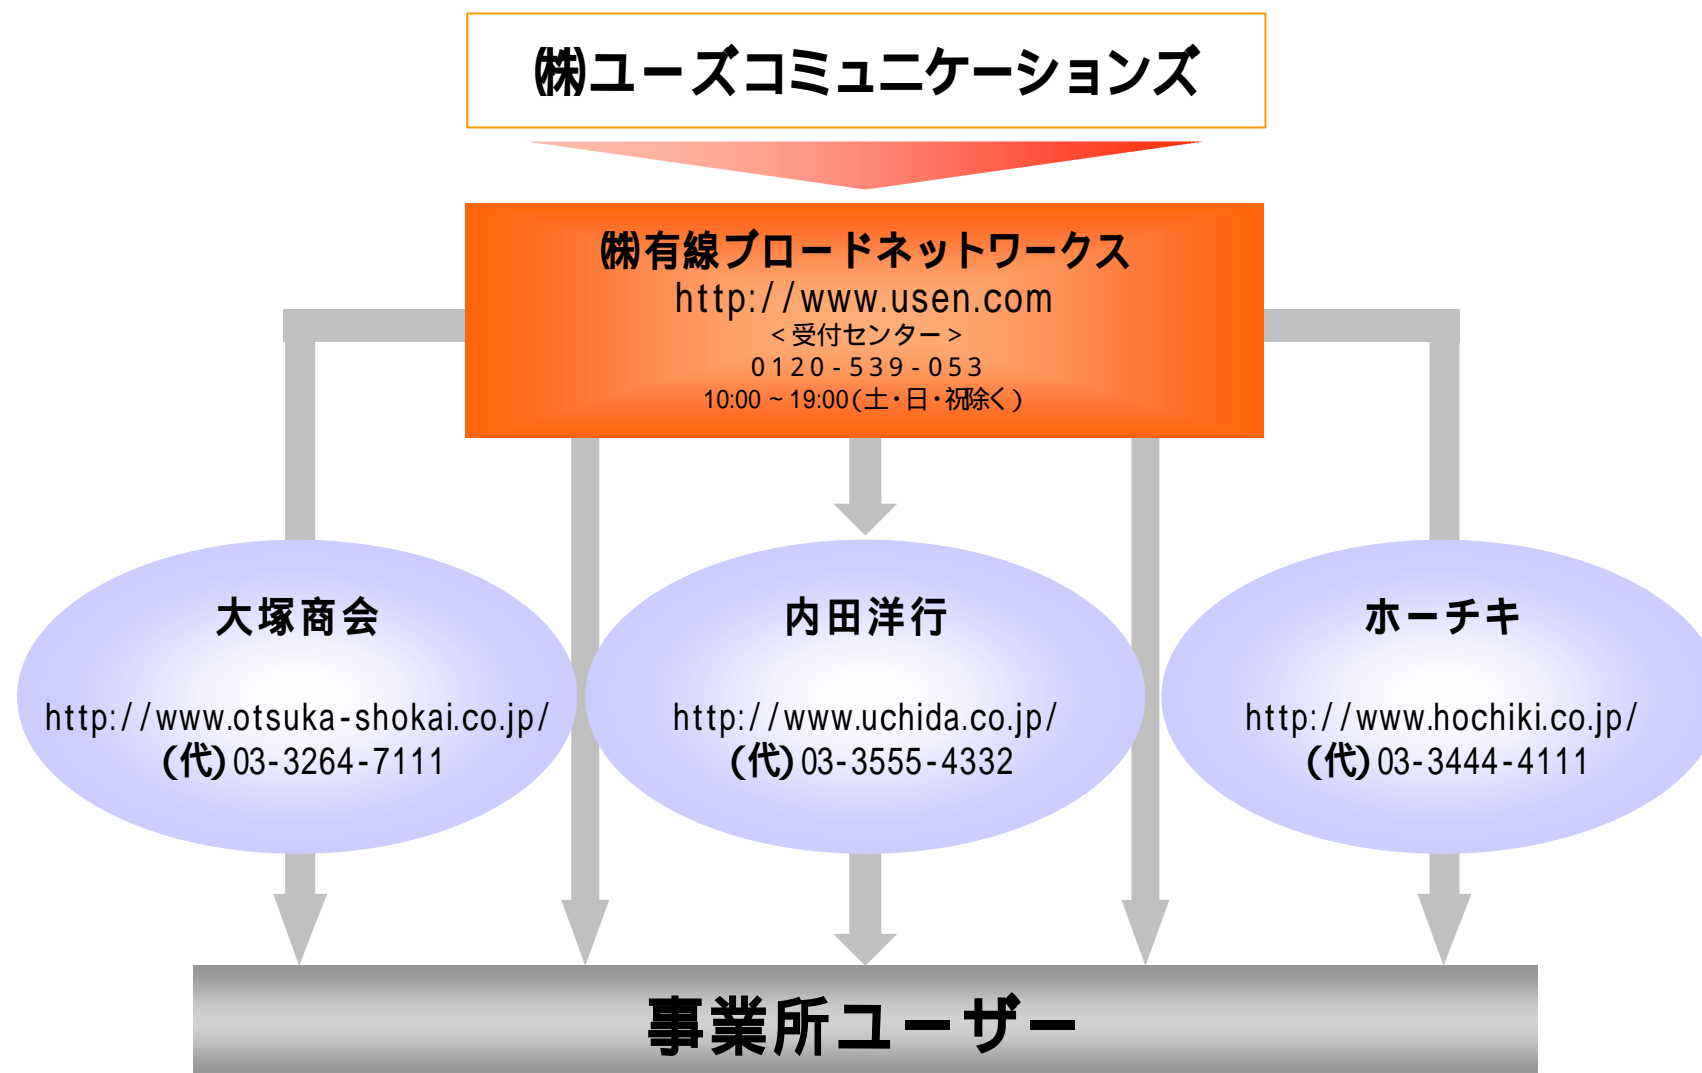 ㈱ユーズコミュニケーションズ
㈱有線ブロードネットワークス
http://www.usen.com
<受付センター>
0120-539-053
10:00~19:00(土・日・祝除く)
大塚商会
http://www.otsuka-shokai.co.jp/
(代)03-3264-7111
内田洋行
http://www.uchida.co.jp/
(代)03-3555-4332
ホーチキ
http://www.hochiki.co.jp/
(代)03-3444-4111
事業所ユーザー